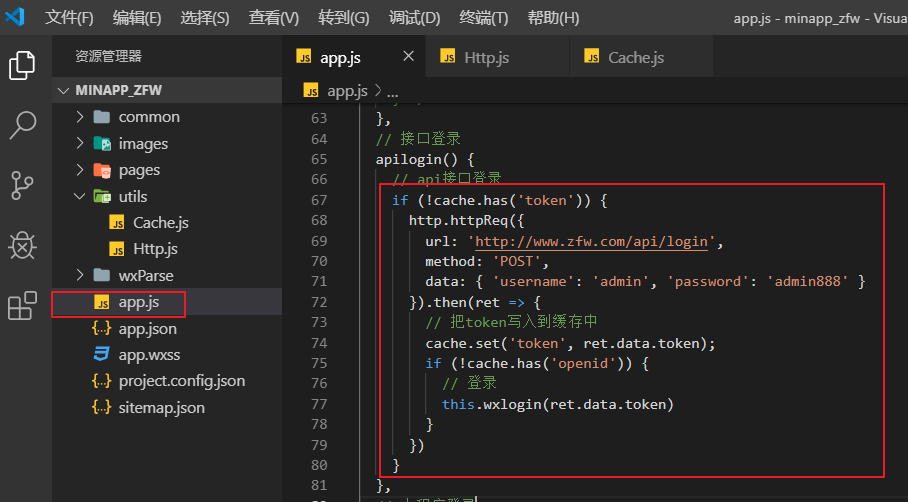 文件(F) 编辑(E) 选择(S) 查看(V) 转到(G) 调试(D) 终端(T) 帮助(H) app.js - minapp_zfw - Visua
资源管理器
MINAPP_ZFW
common
images
pages
utils
Cache.js
Http.js
wxParse
app.js
app.json
app.wxss
project.config.json
sitemap.json
JS app.js JS Http.js JS Cache.js
JS app.js > ...
63 },
64 // 接口登录
65 apilogin() {
66 // api接口登录
67 if (!cache.has('token')) {
68 http.httpReq({
69 url: 'http://www.zfw.com/api/login',
70 method: 'POST',
71 data: { 'username': 'admin', 'password': 'admin888' }
72 }).then(ret => {
73 // 把token写入到缓存中
74 cache.set('token', ret.data.token);
75 if (!cache.has('openid')) {
76 // 登录
77 this.wxlogin(ret.data.token)
78 }
79 })
80 }
81 },